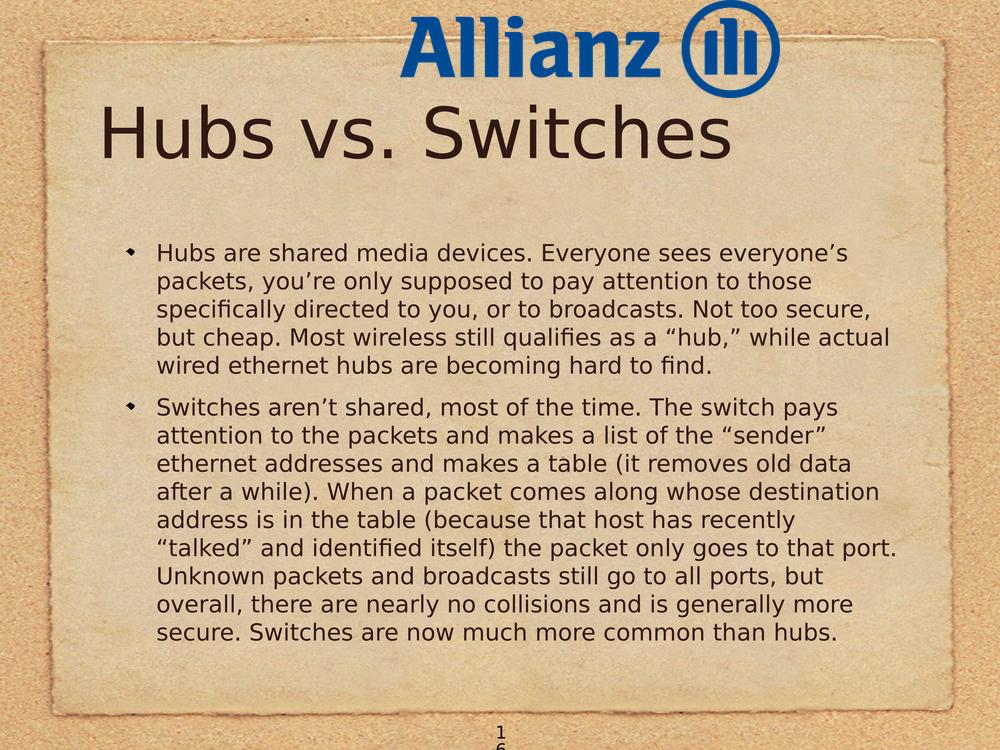 Allianz
Hubs vs. Switches
Hubs are shared media devices. Everyone sees everyone’s
packets, you’re only supposed to pay attention to those
specifically directed to you, or to broadcasts. Not too secure,
but cheap. Most wireless still qualifies as a “hub,” while actual
wired ethernet hubs are becoming hard to find.
Switches aren’t shared, most of the time. The switch pays
attention to the packets and makes a list of the “sender”
ethernet addresses and makes a table (it removes old data
after a while). When a packet comes along whose destination
address is in the table (because that host has recently
“talked” and identified itself) the packet only goes to that port.
Unknown packets and broadcasts still go to all ports, but
overall, there are nearly no collisions and is generally more
secure. Switches are now much more common than hubs.
1
6